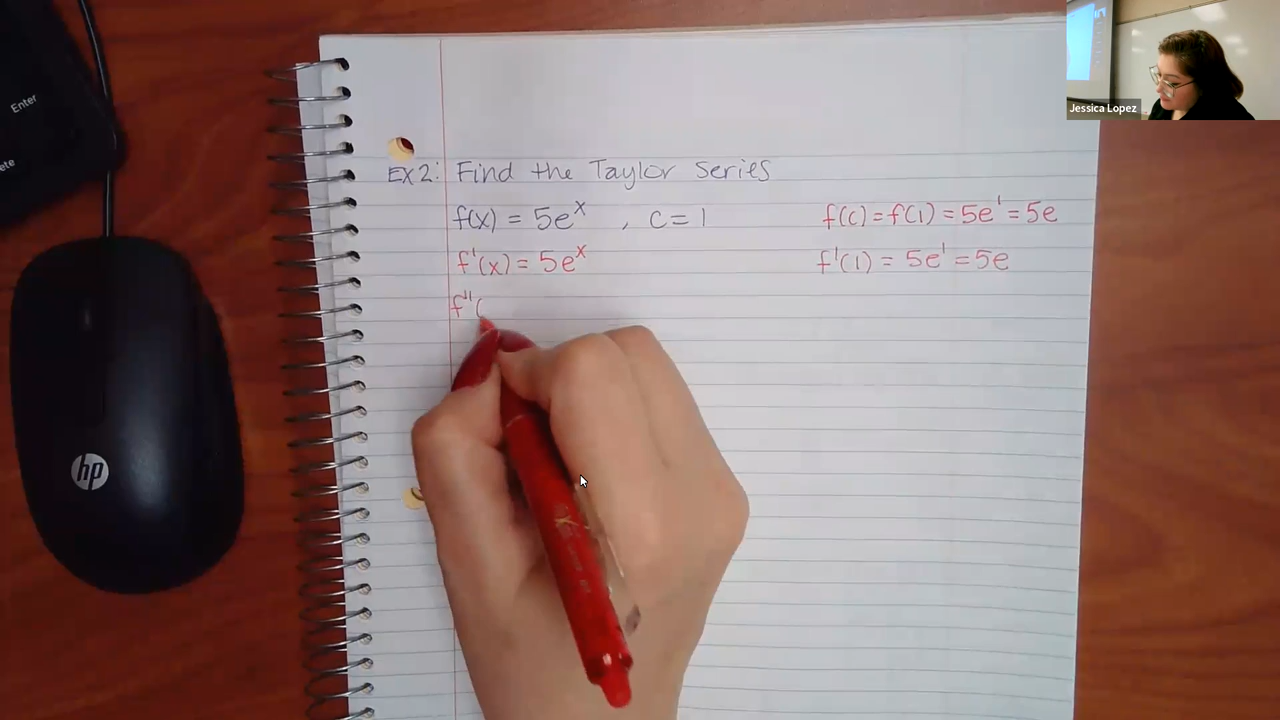 Enter
ete
hp
Jessica Lopez
EX 2: Find the Taylor Series
f(x) = 5e^x , c = 1 f(c) = f(1) = 5e^1 = 5e
f'(x) = 5e^x f'(1) = 5e^1 = 5e
f''(